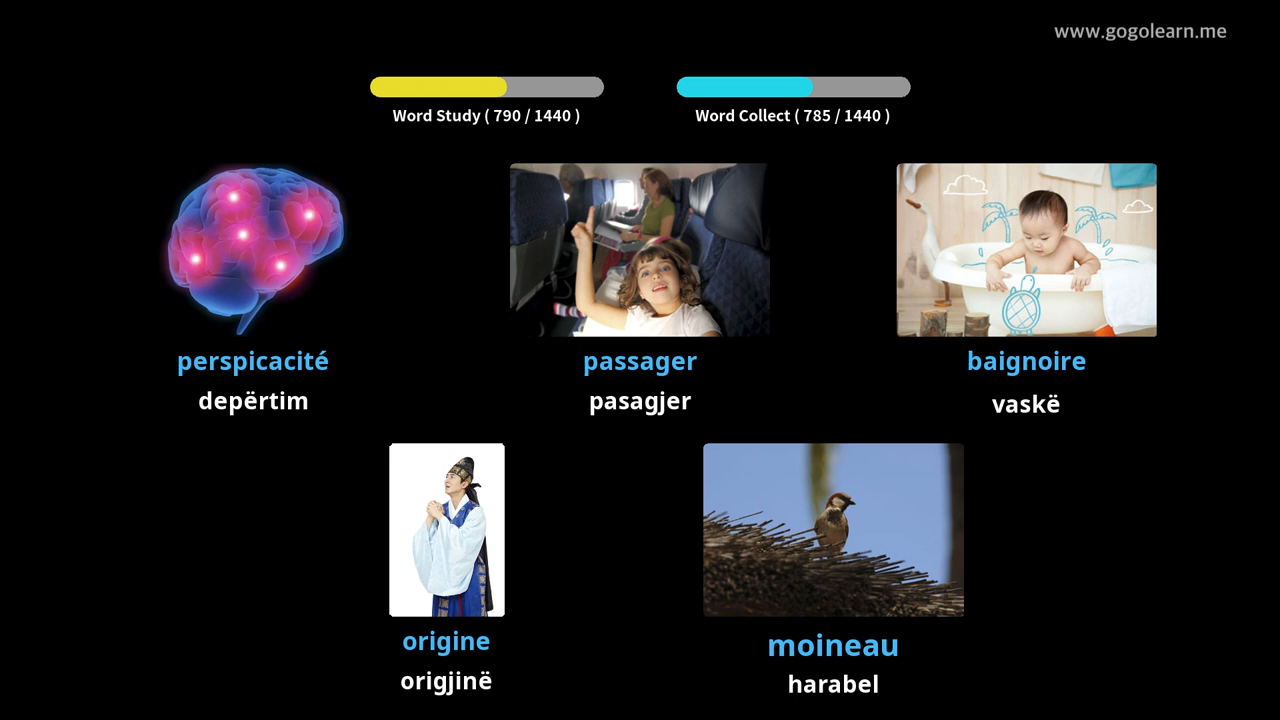 www.gogolearn.me
Word Study ( 790 / 1440 )
Word Collect ( 785 / 1440 )
perspicacité
depërtim
passager
pasagjer
baignoire
vaskë
origine
origjinë
moineau
harabel